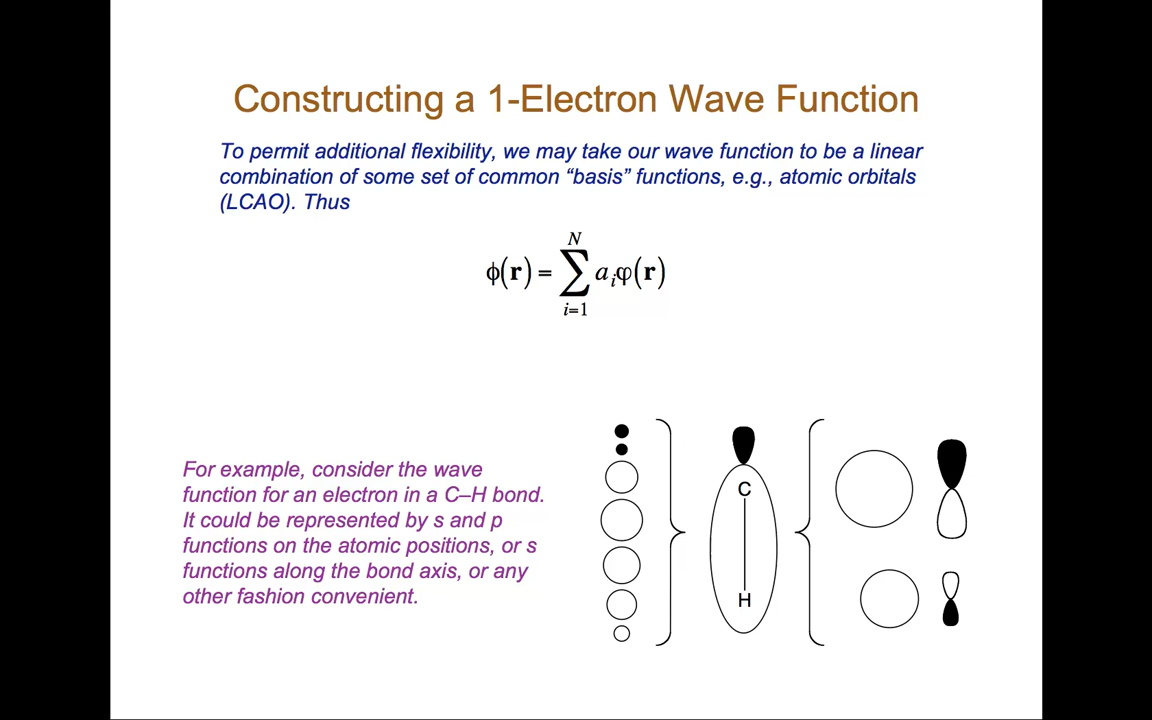 Constructing a 1-Electron Wave Function
To permit additional flexibility, we may take our wave function to be a linear
combination of some set of common “basis” functions, e.g., atomic orbitals
(LCAO). Thus
N
ϕ(r) = ∑ aᵢφ(r)
i=1
For example, consider the wave
function for an electron in a C–H bond.
It could be represented by s and p
functions on the atomic positions, or s
functions along the bond axis, or any
other fashion convenient.
C
H